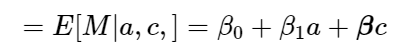 = E[M|a, c, ] = β₀ + β₁a + βc